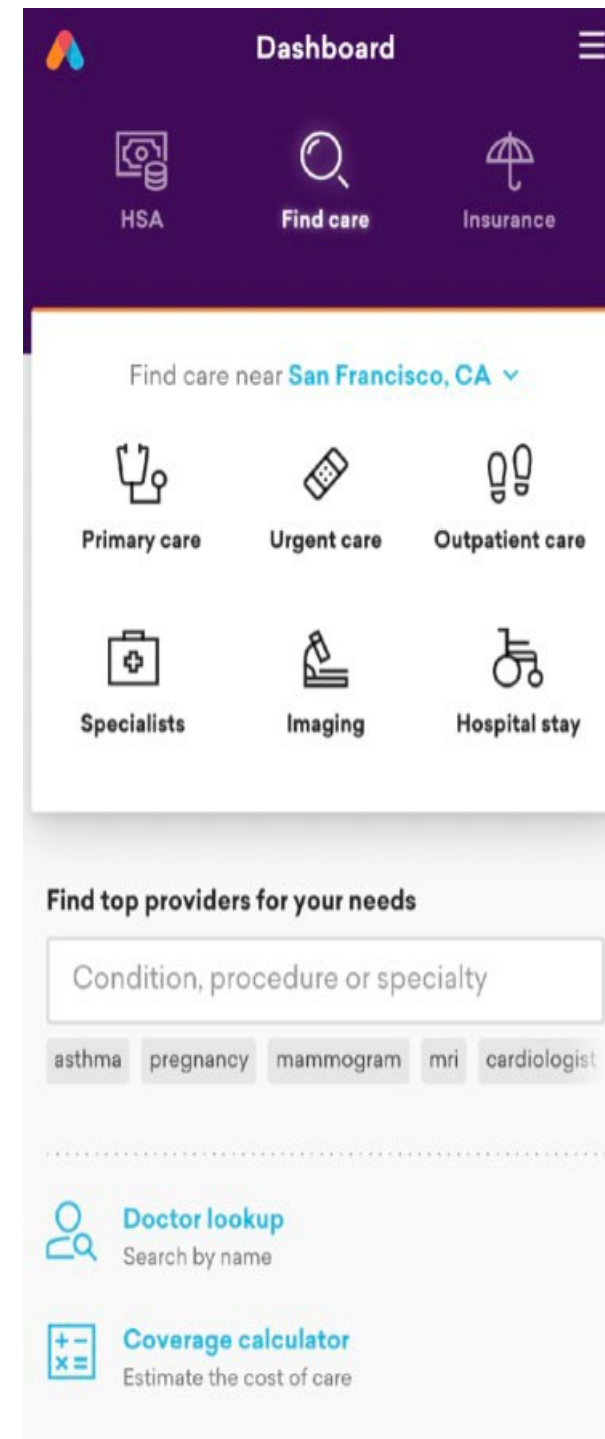 Dashboard
HSA Find care Insurance
Find care near San Francisco, CA
Primary care Urgent care Outpatient care
Specialists Imaging Hospital stay
Find top providers for your needs
Condition, procedure or specialty
asthma pregnancy mammogram mri cardiologist
Doctor lookup
Search by name
+ -
× =
Coverage calculator
Estimate the cost of care